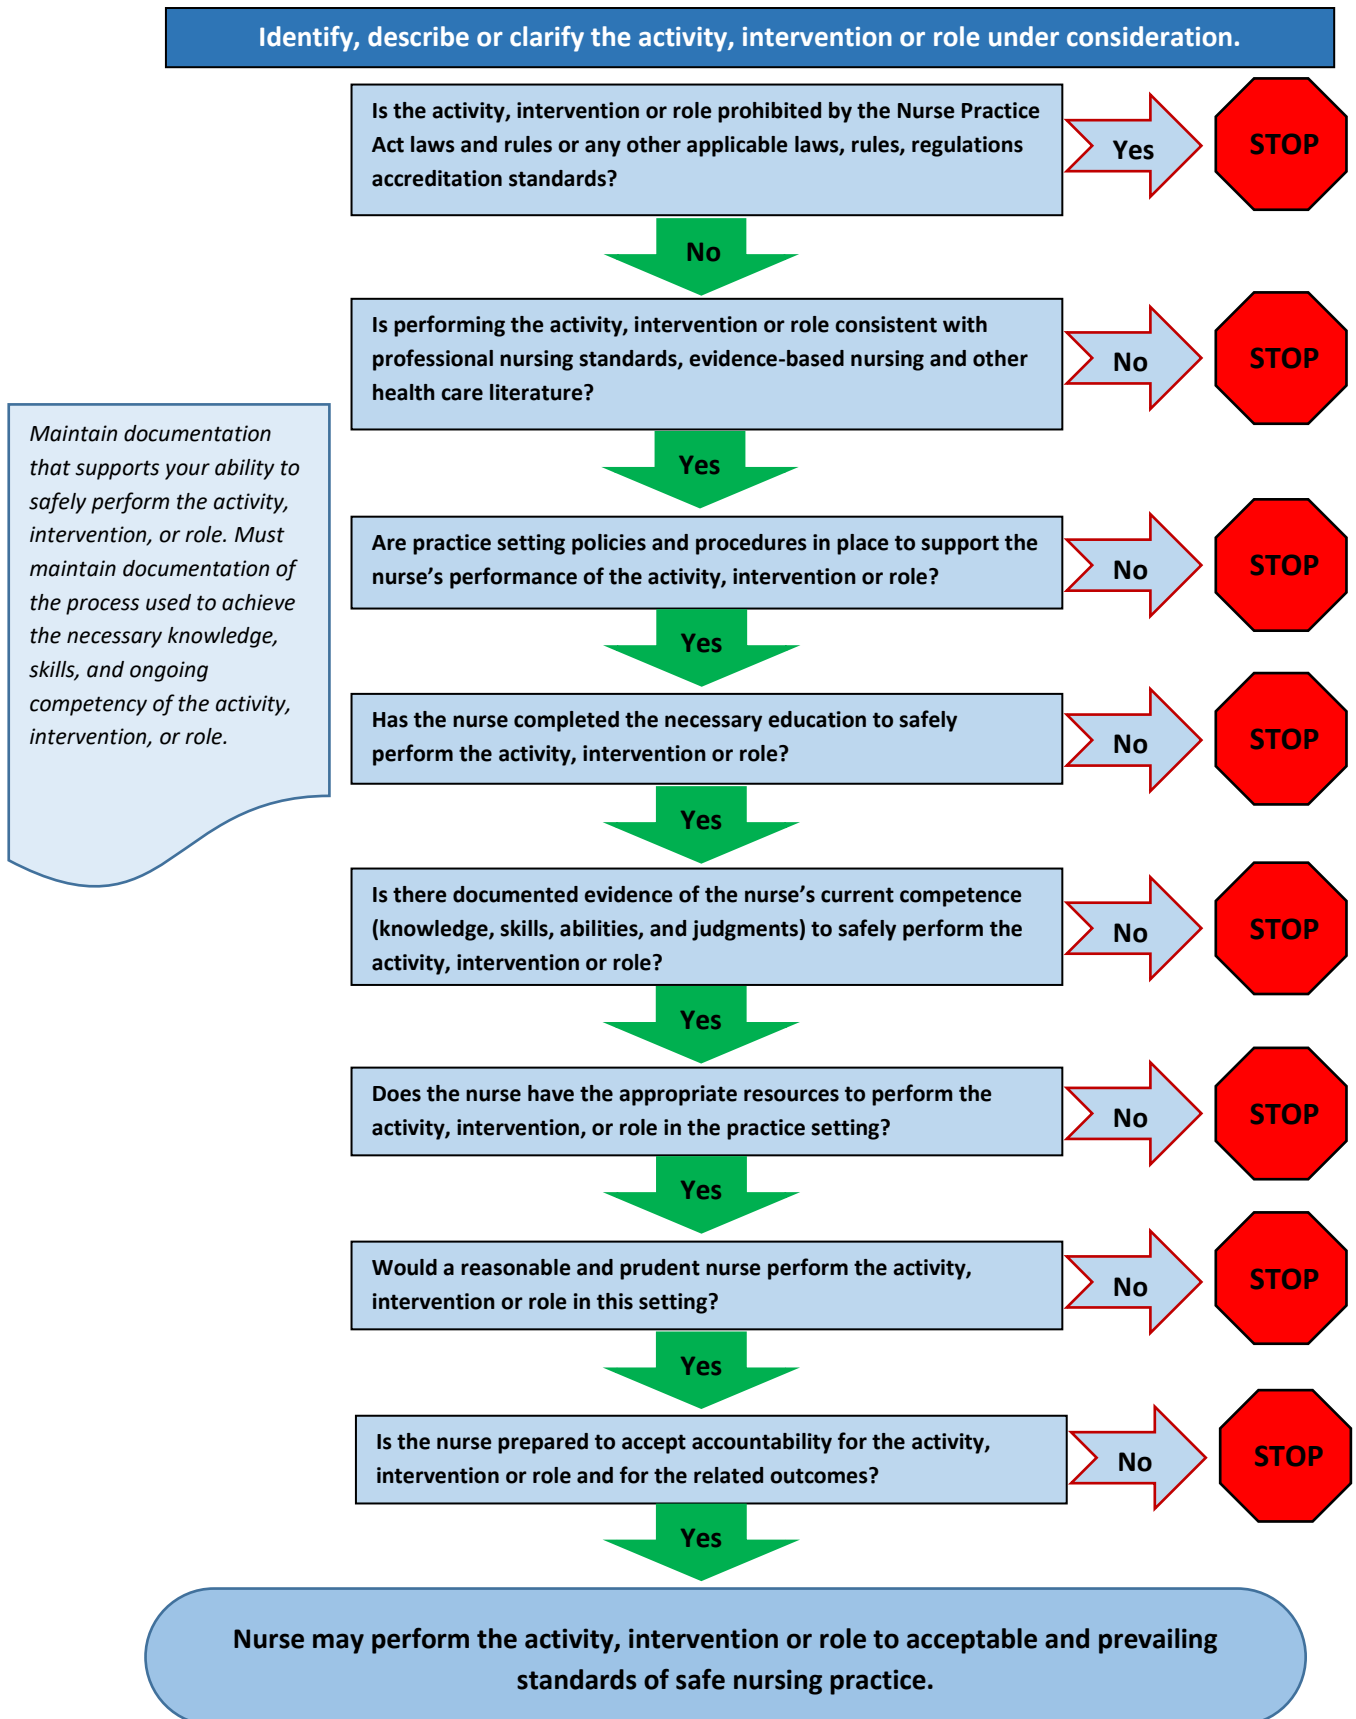 Identify, describe or clarify the activity, intervention or role under consideration.
Is the activity, intervention or role prohibited by the Nurse Practice
Act laws and rules or any other applicable laws, rules, regulations
accreditation standards?
Yes
STOP
No
Is performing the activity, intervention or role consistent with
professional nursing standards, evidence-based nursing and other
health care literature?
No
STOP
Maintain documentation
that supports your ability to
safely perform the activity,
intervention, or role. Must
maintain documentation of
the process used to achieve
the necessary knowledge,
skills, and ongoing
competency of the activity,
intervention, or role.
Yes
Are practice setting policies and procedures in place to support the
nurse’s performance of the activity, intervention or role?
No
STOP
Yes
Has the nurse completed the necessary education to safely
perform the activity, intervention or role?
No
STOP
Yes
Is there documented evidence of the nurse’s current competence
(knowledge, skills, abilities, and judgments) to safely perform the
activity, intervention or role?
No
STOP
Yes
Does the nurse have the appropriate resources to perform the
activity, intervention, or role in the practice setting?
No
STOP
Yes
Would a reasonable and prudent nurse perform the activity,
intervention or role in this setting?
No
STOP
Yes
Is the nurse prepared to accept accountability for the activity,
intervention or role and for the related outcomes?
No
STOP
Yes
Nurse may perform the activity, intervention or role to acceptable and prevailing
standards of safe nursing practice.